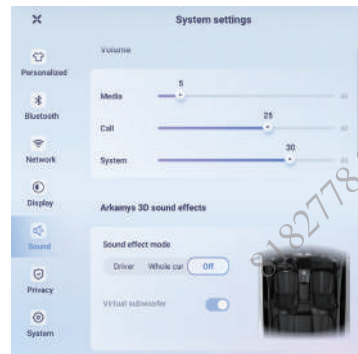 System settings
Personalized
Bluetooth
Network
Display
Sound
Privacy
System
Volume
5
Media
25
Call
30
System
Arkamys 3D sound effects
Sound effect mode
Driver Whole car Off
Virtual subwoofer
8182778